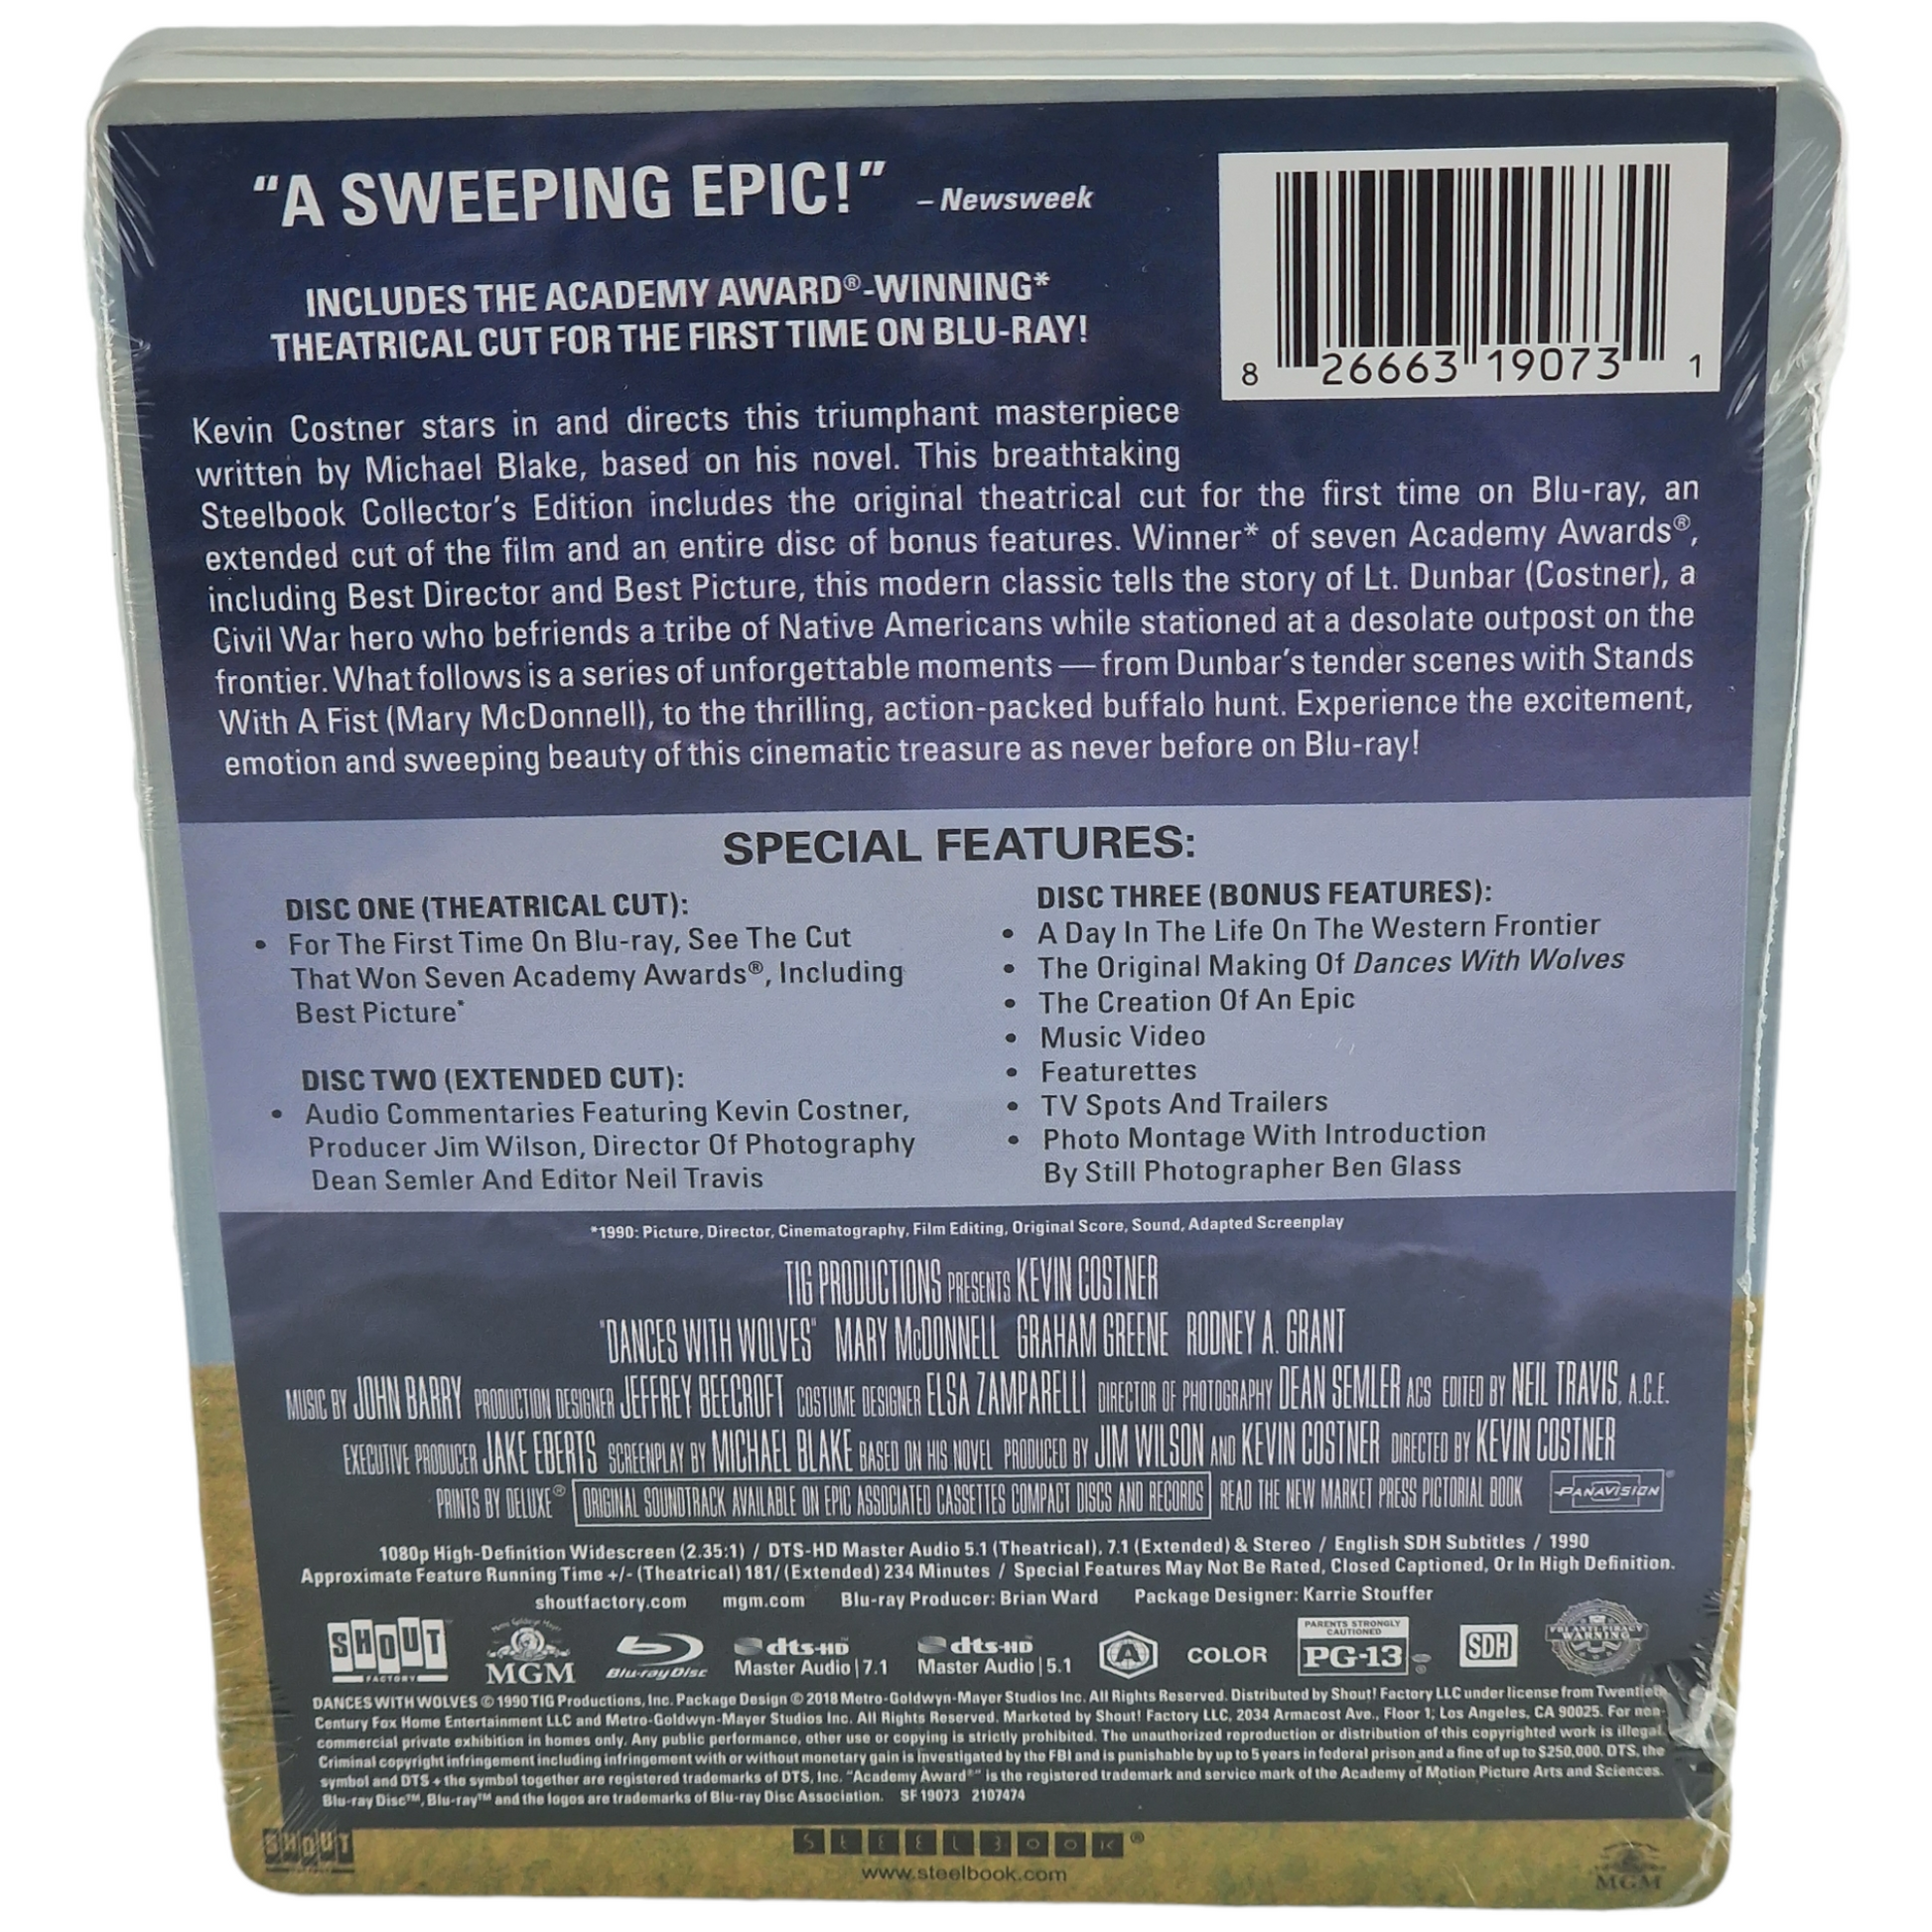 “A SWEEPING EPIC!” – Newsweek
INCLUDES THE ACADEMY AWARD®-WINNING*
THEATRICAL CUT FOR THE FIRST TIME ON BLU-RAY!
8 26663 19073 1
Kevin Costner stars in and directs this triumphant masterpiece
written by Michael Blake, based on his novel. This breathtaking
Steelbook Collector’s Edition includes the original theatrical cut for the first time on Blu-ray, an
extended cut of the film and an entire disc of bonus features. Winner* of seven Academy Awards®,
including Best Director and Best Picture, this modern classic tells the story of Lt. Dunbar (Costner), a
Civil War hero who befriends a tribe of Native Americans while stationed at a desolate outpost on the
frontier. What follows is a series of unforgettable moments — from Dunbar’s tender scenes with Stands
With A Fist (Mary McDonnell), to the thrilling, action-packed buffalo hunt. Experience the excitement,
emotion and sweeping beauty of this cinematic treasure as never before on Blu-ray!
SPECIAL FEATURES:
DISC ONE (THEATRICAL CUT):
• For The First Time On Blu-ray, See The Cut
That Won Seven Academy Awards®, Including
Best Picture*
DISC TWO (EXTENDED CUT):
• Audio Commentaries Featuring Kevin Costner,
Producer Jim Wilson, Director Of Photography
Dean Semler And Editor Neil Travis
DISC THREE (BONUS FEATURES):
• A Day In The Life On The Western Frontier
• The Original Making Of Dances With Wolves
• The Creation Of An Epic
• Music Video
• Featurettes
• TV Spots And Trailers
• Photo Montage With Introduction
By Still Photographer Ben Glass
*1990: Picture, Director, Cinematography, Film Editing, Original Score, Sound, Adapted Screenplay
TIG PRODUCTIONS PRESENTS KEVIN COSTNER
"DANCES WITH WOLVES" MARY McDONNELL GRAHAM GREENE RODNEY A. GRANT
MUSIC BY JOHN BARRY PRODUCTION DESIGNER JEFFREY BEECROFT COSTUME DESIGNER ELSA ZAMPARELLI DIRECTOR OF PHOTOGRAPHY DEAN SEMLER ACS EDITED BY NEIL TRAVIS, A.C.E.
EXECUTIVE PRODUCER JAKE EBERTS SCREENPLAY BY MICHAEL BLAKE BASED ON HIS NOVEL PRODUCED BY JIM WILSON AND KEVIN COSTNER DIRECTED BY KEVIN COSTNER
PRINTS BY DELUXE® ORIGINAL SOUNDTRACK AVAILABLE ON EPIC ASSOCIATED CASSETTES COMPACT DISCS AND RECORDS READ THE NEW MARKET PRESS PICTORIAL BOOK PANAVISION®
1080p High-Definition Widescreen (2.35:1) / DTS-HD Master Audio 5.1 (Theatrical), 7.1 (Extended) & Stereo / English SDH Subtitles / 1990
Approximate Feature Running Time +/- (Theatrical) 181/ (Extended) 234 Minutes / Special Features May Not Be Rated, Closed Captioned, Or In High Definition.
shoutfactory.com mgm.com Blu-ray Producer: Brian Ward Package Designer: Karrie Stouffer
SHOUT FACTORY MGM Blu-ray Disc dts-HD Master Audio | 7.1 dts-HD Master Audio | 5.1 A COLOR PARENTS STRONGLY CAUTIONED PG-13 SDH FBI ANTI-PIRACY WARNING
DANCES WITH WOLVES © 1990 TIG Productions, Inc. Package Design © 2018 Metro-Goldwyn-Mayer Studios Inc. All Rights Reserved. Distributed by Shout! Factory LLC under license from Twentieth
Century Fox Home Entertainment LLC and Metro-Goldwyn-Mayer Studios Inc. All Rights Reserved. Marketed by Shout! Factory LLC, 2034 Armacost Ave., Floor 1, Los Angeles, CA 90025. For non-
commercial private exhibition in homes only. Any public performance, other use or copying is strictly prohibited. The unauthorized reproduction or distribution of this copyrighted work is illegal.
Criminal copyright infringement including infringement with or without monetary gain is investigated by the FBI and is punishable by up to 5 years in federal prison and a fine of up to $250,000. DTS, the
symbol and DTS + the symbol together are registered trademarks of DTS, Inc. “Academy Award®” is the registered trademark and service mark of the Academy of Motion Picture Arts and Sciences.
Blu-ray Disc™, Blu-ray™ and the logos are trademarks of Blu-ray Disc Association. SF 19073 2107474
SHOUT STEELBOOK® MGM
www.steelbook.com